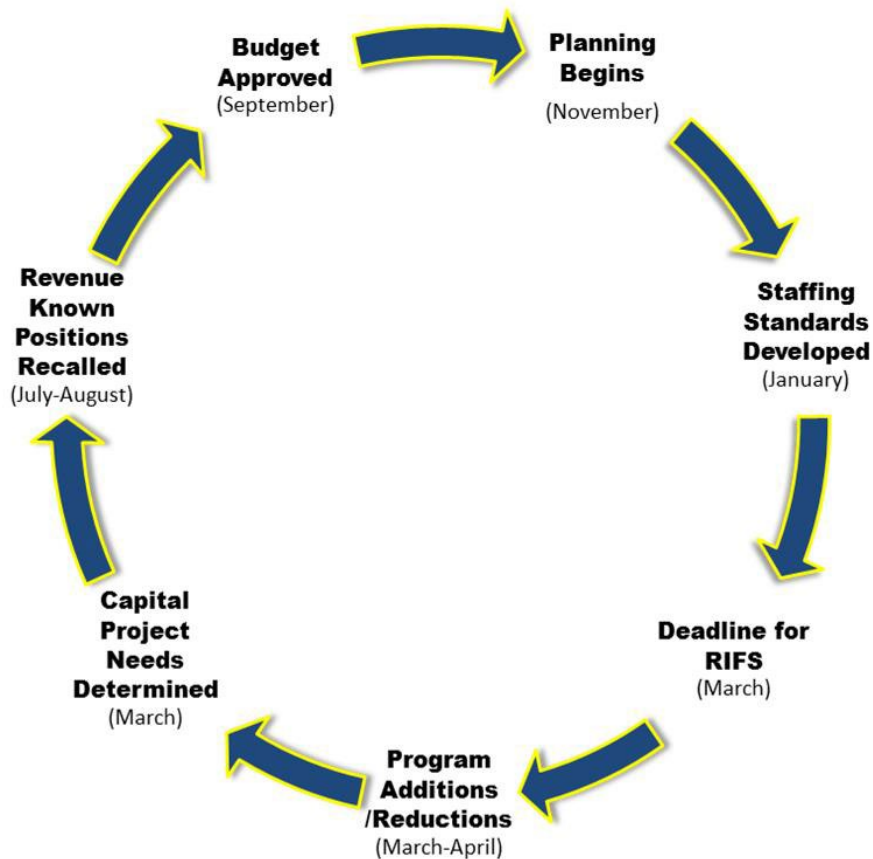 Budget
Approved
(September)
Planning
Begins
(November)
Staffing
Standards
Developed
(January)
Deadline for
RIFS
(March)
Program
Additions
/Reductions
(March-April)
Capital
Project
Needs
Determined
(March)
Revenue
Known
Positions
Recalled
(July-August)